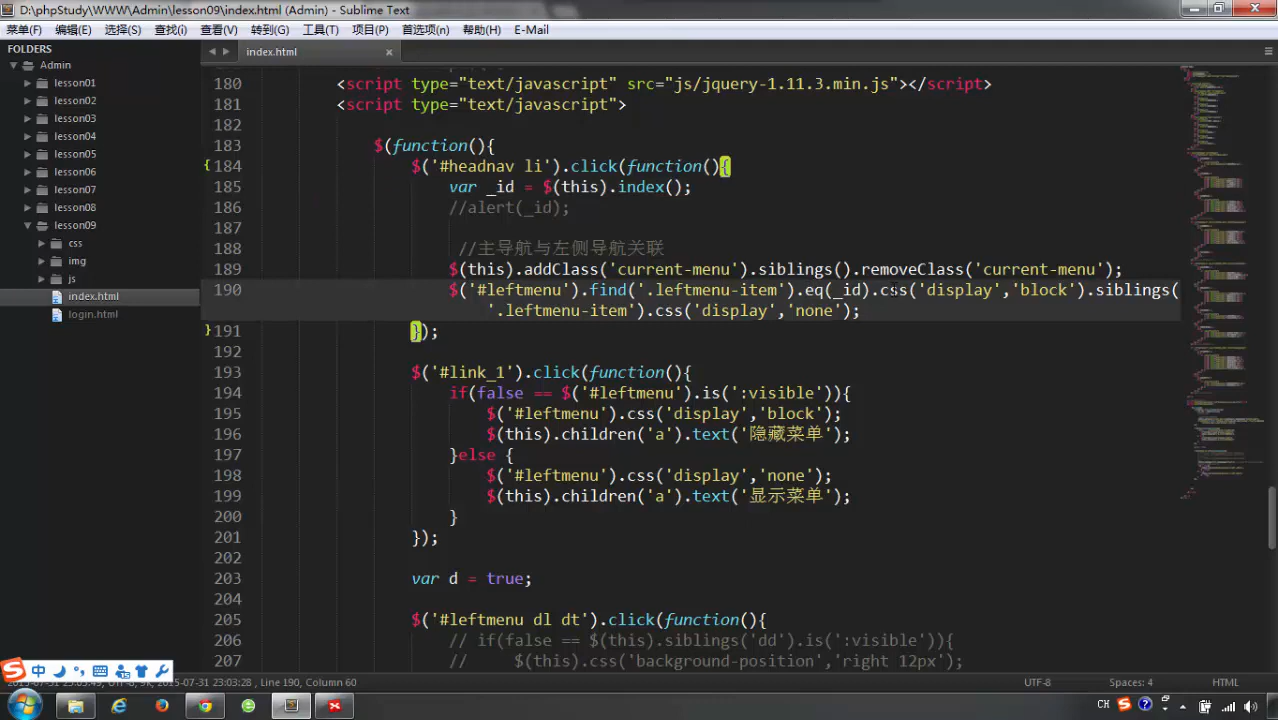 D:\phpStudy\WWW\Admin\lesson09\index.html (Admin) - Sublime Text
菜单(F) 编辑(E) 选择(S) 查找(i) 查看(V) 转到(G) 工具(T) 项目(P) 首选项(n) 帮助(H) E-Mail
FOLDERS
Admin
lesson01
lesson02
lesson03
lesson04
lesson05
lesson06
lesson07
lesson08
lesson09
css
img
js
index.html
login.html
index.html
180 <script type="text/javascript" src="js/jquery-1.11.3.min.js"></script>
181 <script type="text/javascript">
182
183 $(function(){
184 $('#headnav li').click(function(){
185 var _id = $(this).index();
186 //alert(_id);
187
188 //主导航与左侧导航关联
189 $(this).addClass('current-menu').siblings().removeClass('current-menu');
190 $('#leftmenu').find('.leftmenu-item').eq(_id).css('display','block').siblings(
'.leftmenu-item').css('display','none');
191 });
192
193 $('#link_1').click(function(){
194 if(false == $('#leftmenu').is(':visible')){
195 $('#leftmenu').css('display','block');
196 $(this).children('a').text('隐藏菜单');
197 }else {
198 $('#leftmenu').css('display','none');
199 $(this).children('a').text('显示菜单');
200 }
201 });
202
203 var d = true;
204
205 $('#leftmenu dl dt').click(function(){
206 // if(false == $(this).siblings('dd').is(':visible')){
207 // $(this).css('background-position','right 12px');
中
2015-07-31 23:03:28, Line 190, Column 60
UTF-8
Spaces: 4
HTML
CH